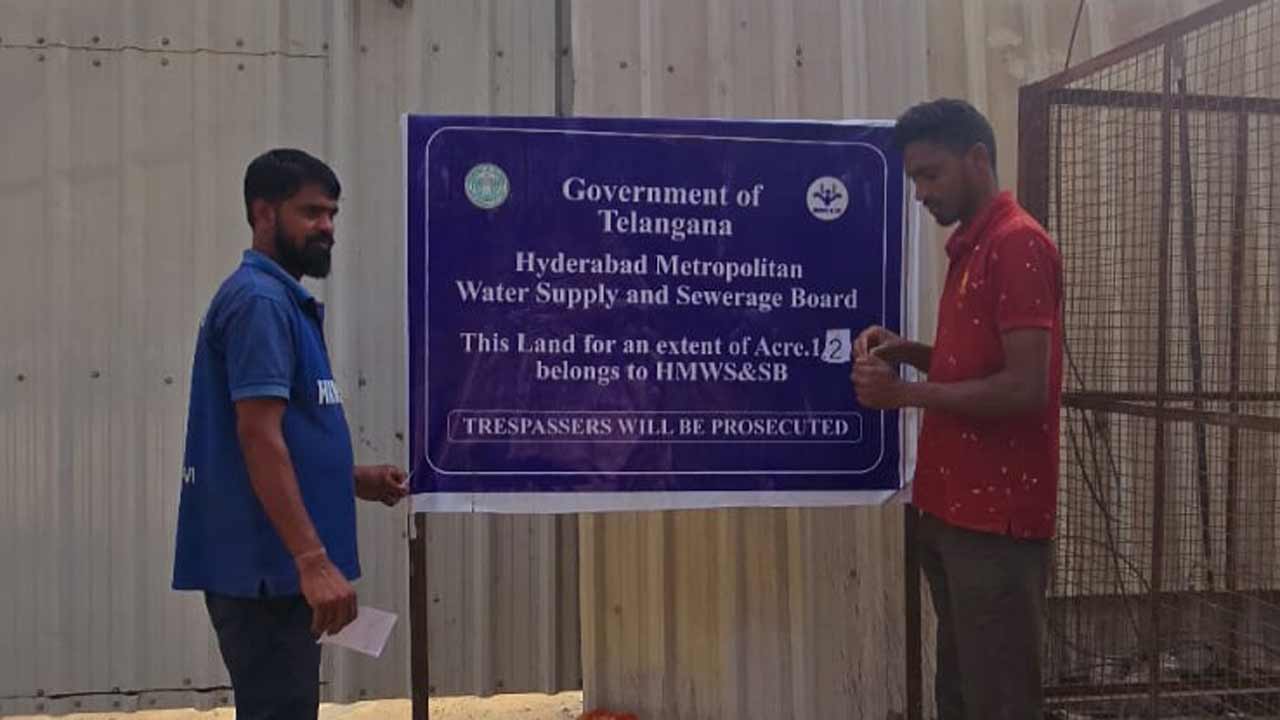 Government of
Telangana
Hyderabad Metropolitan
Water Supply and Sewerage Board
This Land for an extent of Acre.1 2
belongs to HMWS&SB
TRESPASSERS WILL BE PROSECUTED